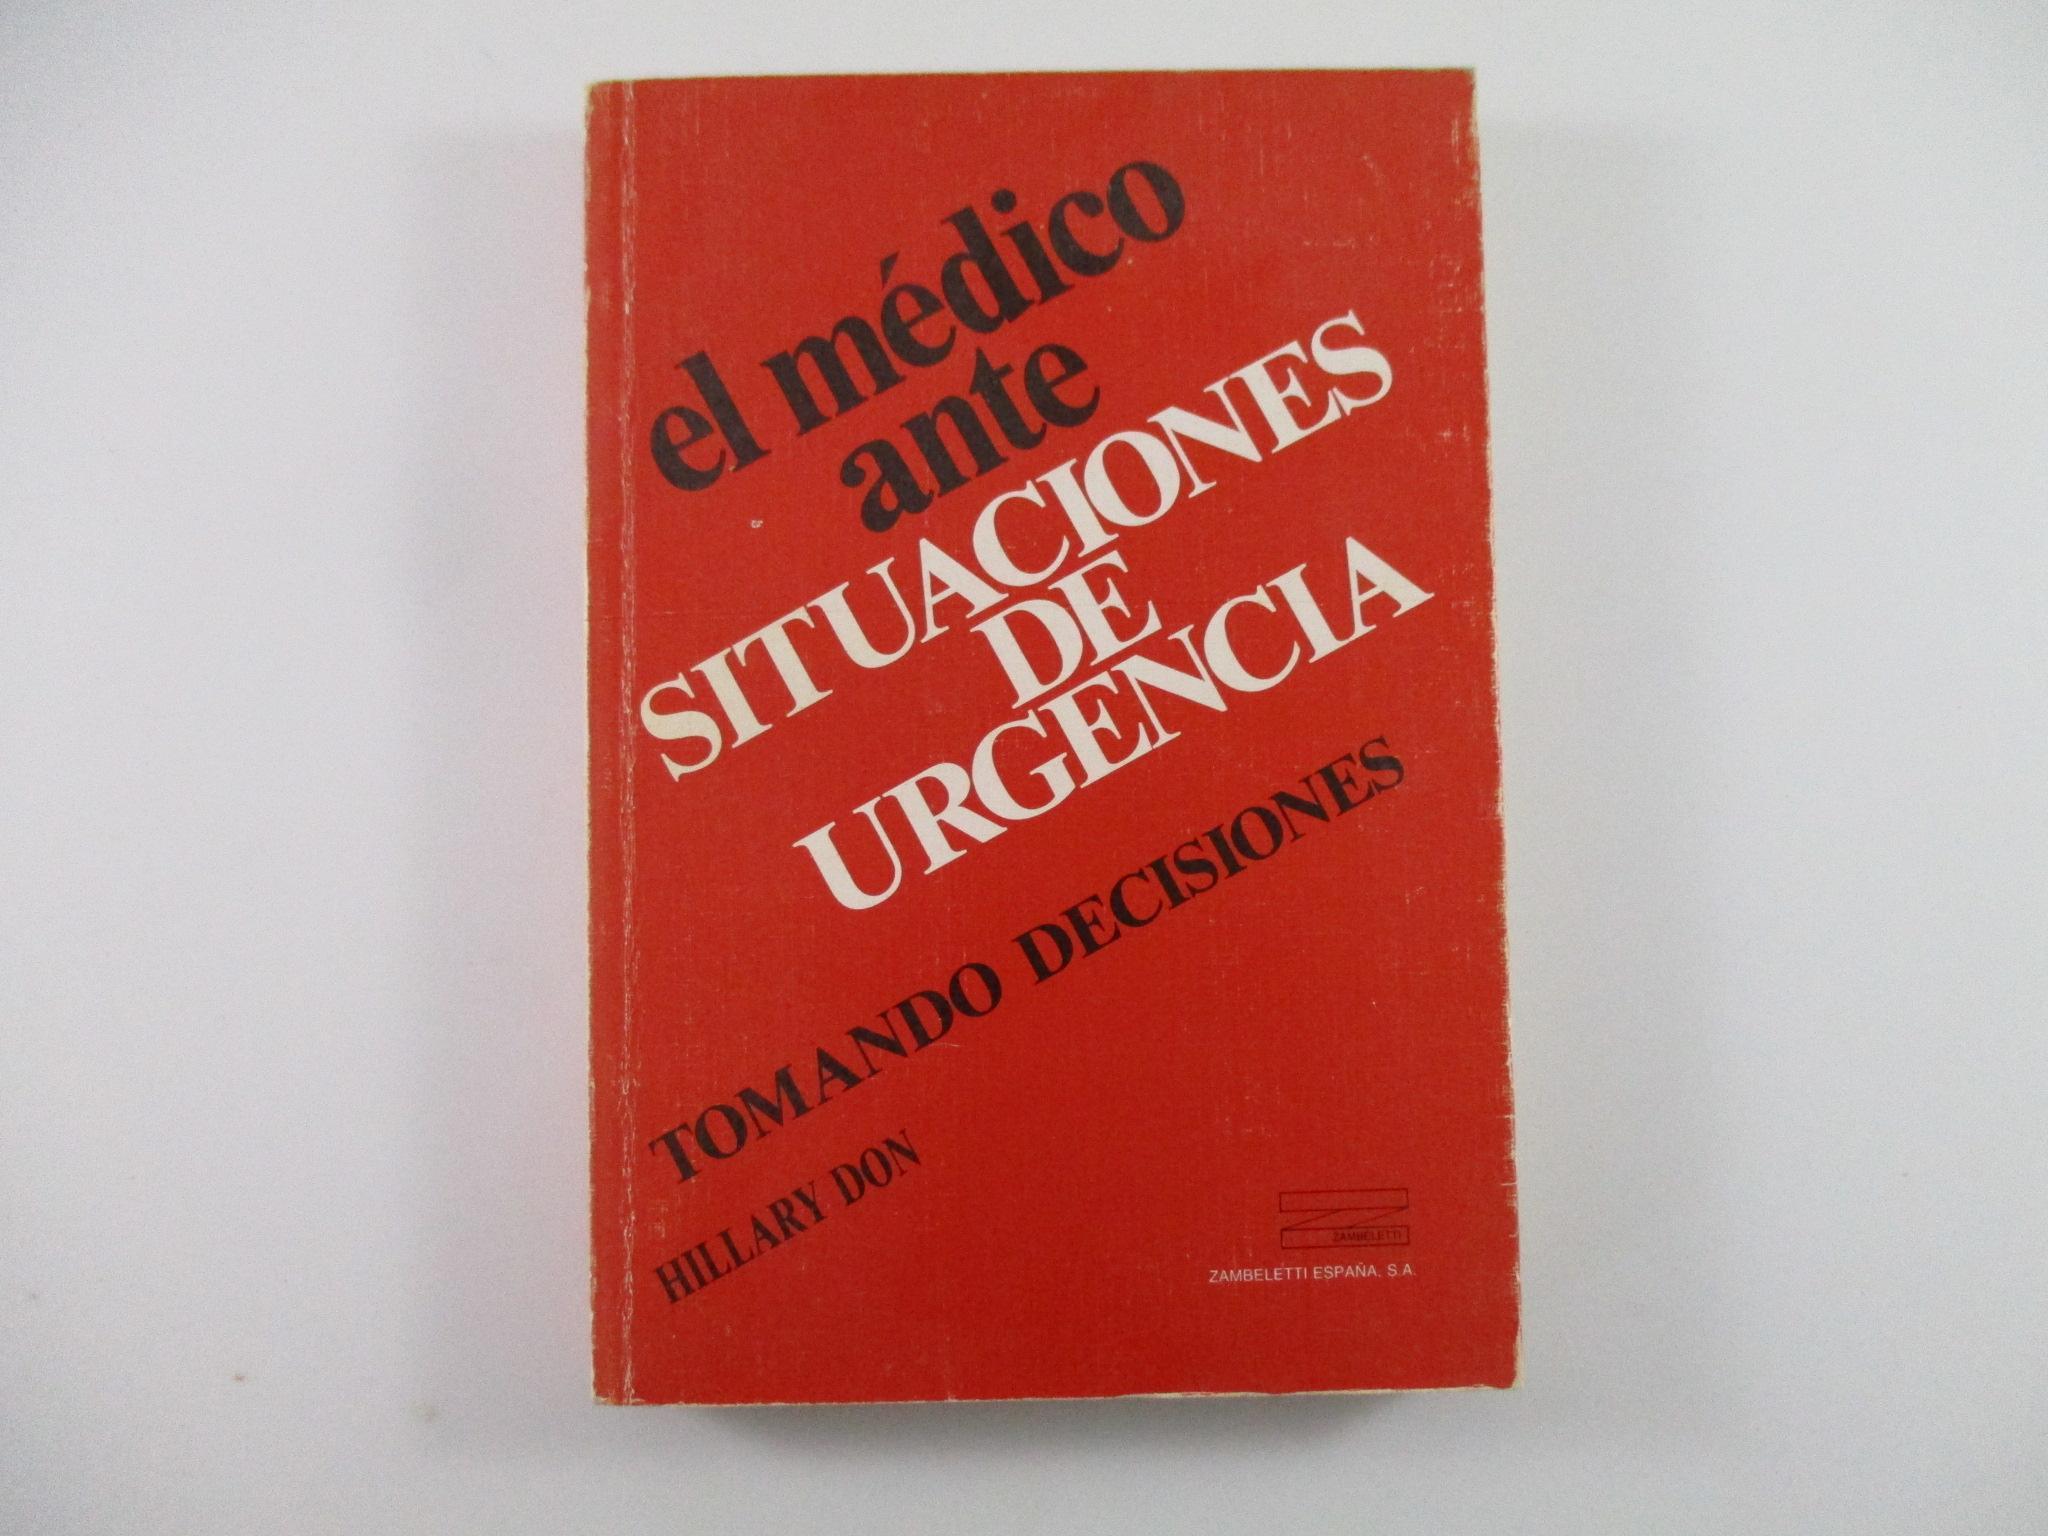 el médico
ante
SITUACIONES
DE
URGENCIA
TOMANDO DECISIONES
HILLARY DON
ZAMBELETTI
ZAMBELETTI ESPAÑA, S.A.